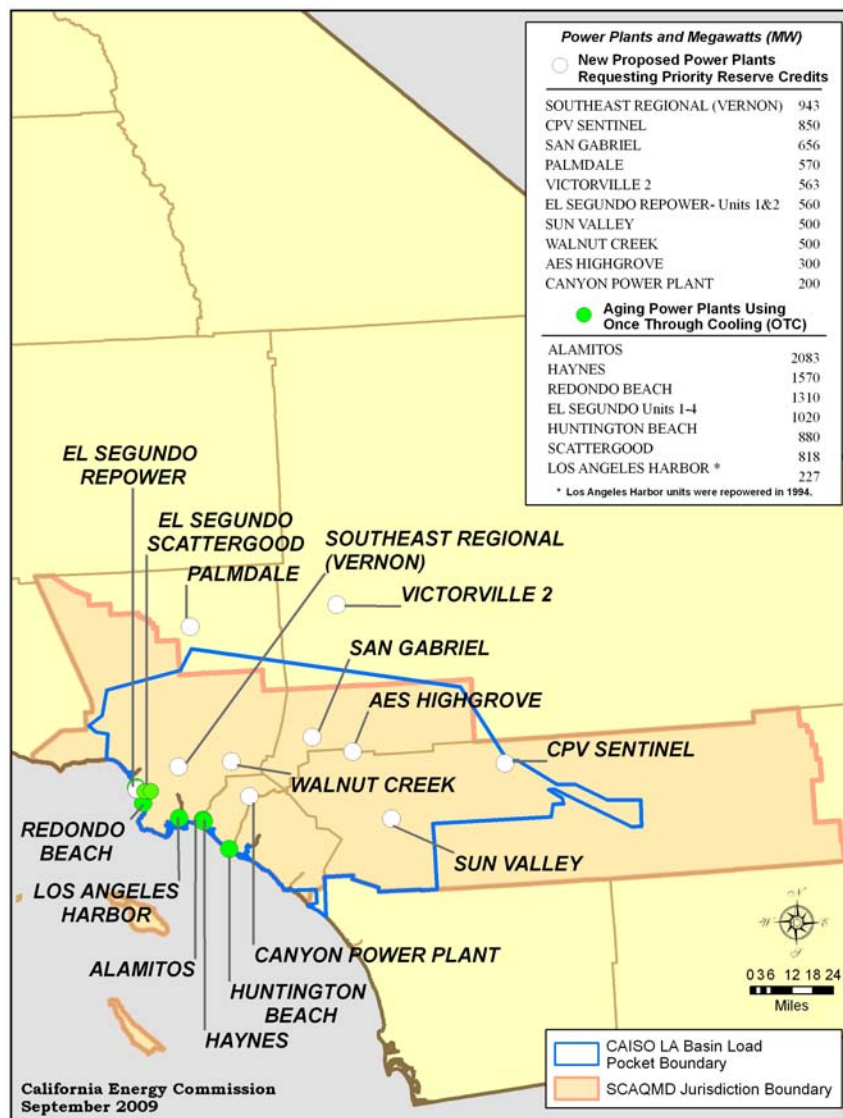 Power Plants and Megawatts (MW)
New Proposed Power Plants
Requesting Priority Reserve Credits
SOUTHEAST REGIONAL (VERNON) 943
CPV SENTINEL 850
SAN GABRIEL 656
PALMDALE 570
VICTORVILLE 2 563
EL SEGUNDO REPOWER- Units 1&2 560
SUN VALLEY 500
WALNUT CREEK 500
AES HIGHGROVE 300
CANYON POWER PLANT 200
Aging Power Plants Using
Once Through Cooling (OTC)
ALAMITOS 2083
HAYNES 1570
REDONDO BEACH 1310
EL SEGUNDO Units 1-4 1020
HUNTINGTON BEACH 880
SCATTERGOOD 818
LOS ANGELES HARBOR * 227
* Los Angeles Harbor units were repowered in 1994.
EL SEGUNDO
REPOWER
EL SEGUNDO
SCATTERGOOD
PALMDALE
SOUTHEAST REGIONAL
(VERNON)
VICTORVILLE 2
SAN GABRIEL
AES HIGHGROVE
CPV SENTINEL
WALNUT CREEK
SUN VALLEY
REDONDO
BEACH
LOS ANGELES
HARBOR
ALAMITOS
CANYON POWER PLANT
HUNTINGTON
BEACH
HAYNES
N
W E
S
0 3 6 12 18 24
Miles
CAISO LA Basin Load
Pocket Boundary
SCAQMD Jurisdiction Boundary
California Energy Commission
September 2009